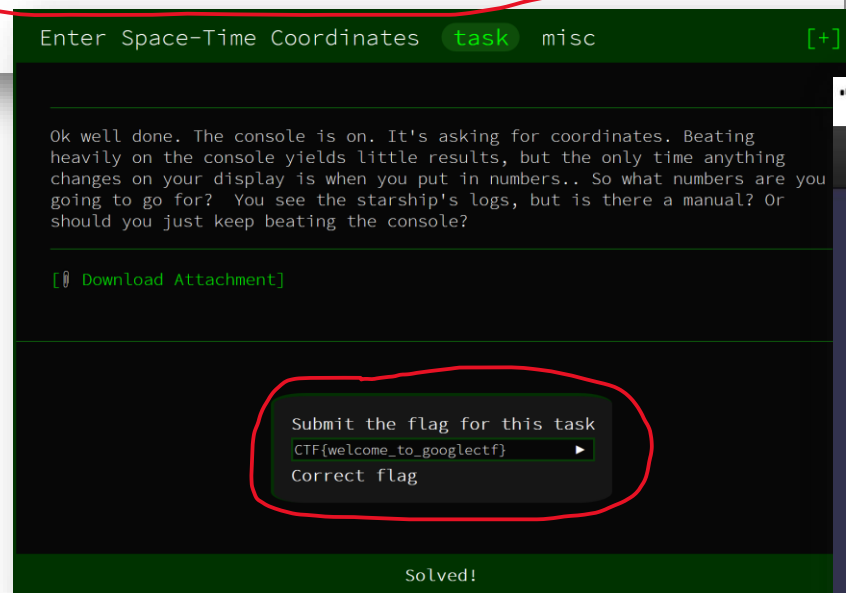 Enter Space-Time Coordinates task misc [+]
Ok well done. The console is on. It's asking for coordinates. Beating
heavily on the console yields little results, but the only time anything
changes on your display is when you put in numbers.. So what numbers are you
going to go for? You see the starship's logs, but is there a manual? Or
should you just keep beating the console?
[ Download Attachment]
Submit the flag for this task
CTF{welcome_to_googlectf}
Correct flag
Solved!